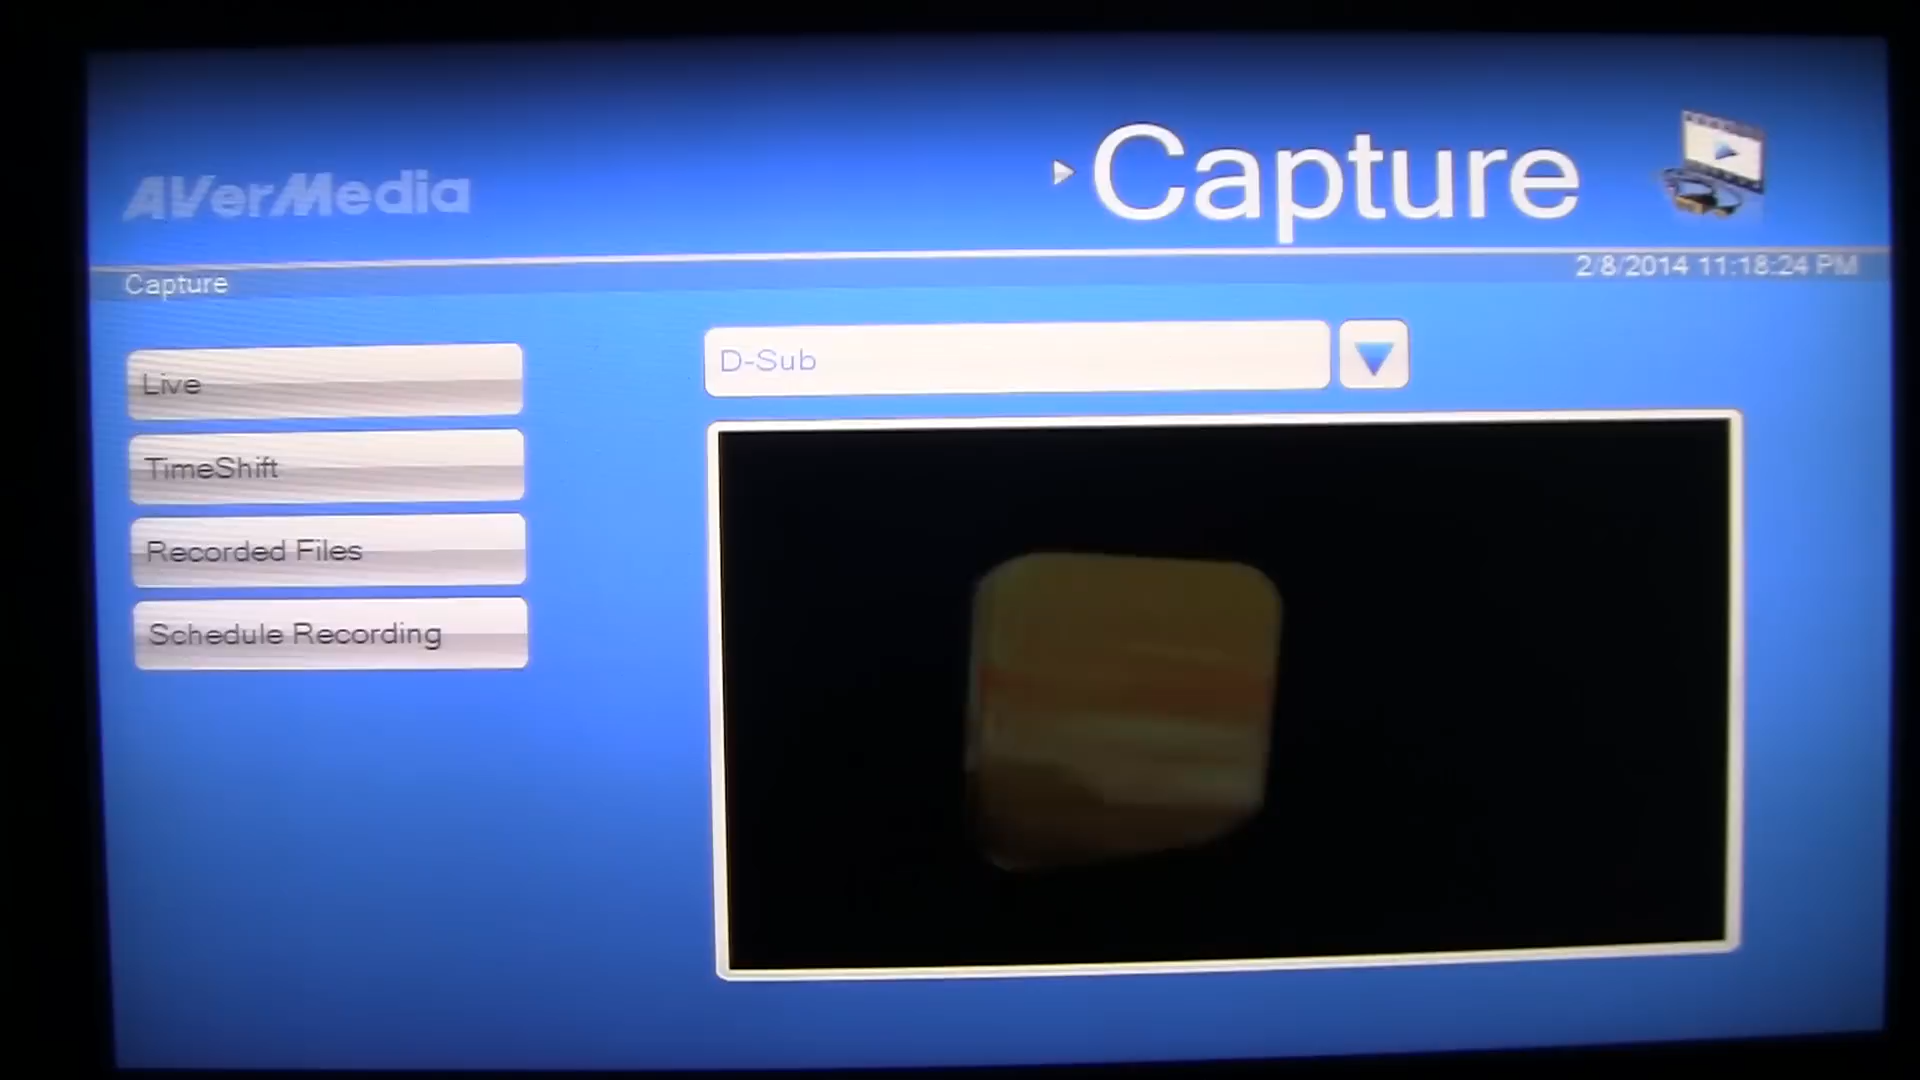 AVerMedia
Capture
2/8/2014 11:18:24 PM
Capture
D-Sub
Live
TimeShift
Recorded Files
Schedule Recording